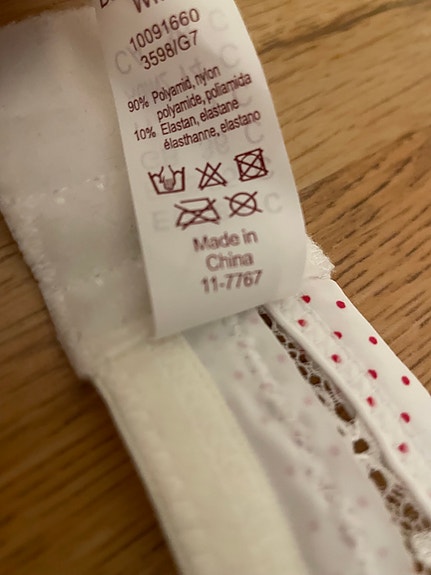 10091660
3598/G7
90% Polyamid, nylon
polyamide, poliamida
10% Elastan, elastane
élasthanne, elastano
Made in
China
11-7767